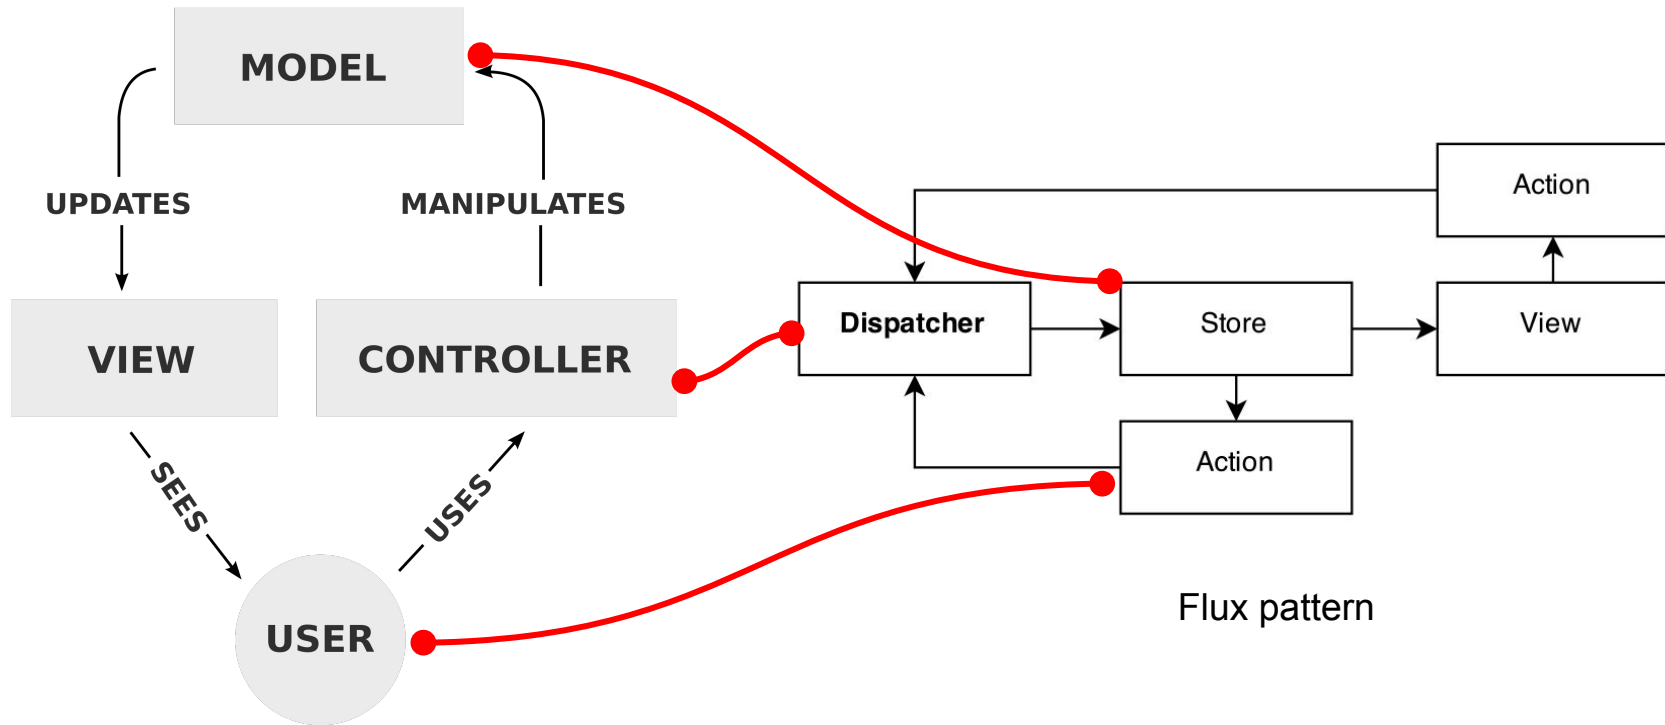 MODEL
UPDATES
MANIPULATES
VIEW
CONTROLLER
SEES
USES
USER
Action
Dispatcher
Store
View
Action
Flux pattern